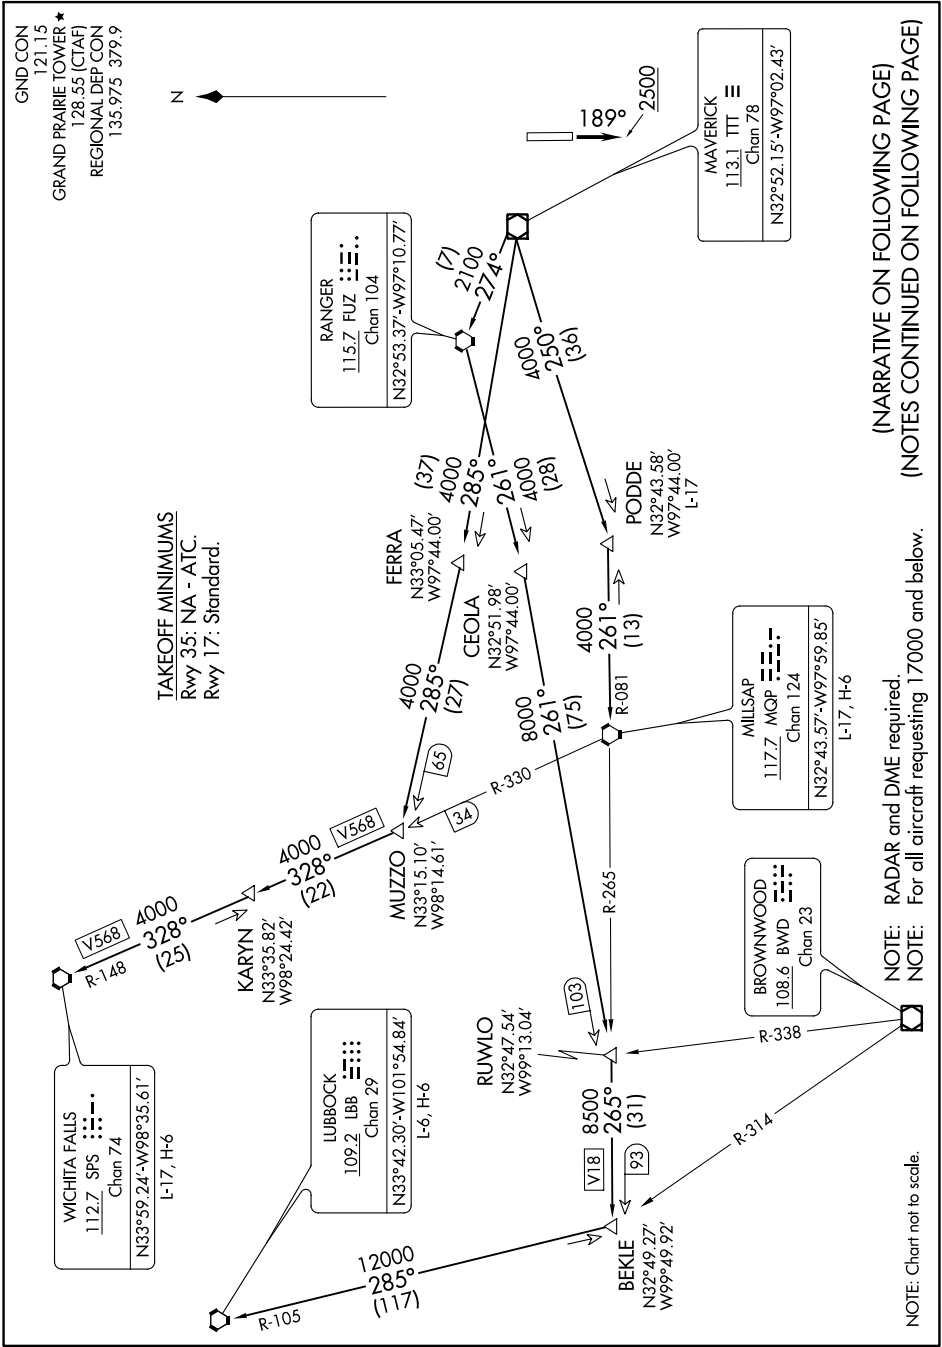 GND CON
121.15
GRAND PRAIRIE TOWER ★
128.55 (CTAF)
REGIONAL DEP CON
135.975 379.9
N
TAKEOFF MINIMUMS
Rwy 35: NA - ATC.
Rwy 17: Standard.
WICHITA FALLS
112.7 SPS
Chan 74
N33°59.24′-W98°35.61′
L-17, H-6
R-148
V568
4000
328°
(25)
KARYN
N33°35.82′
W98°24.42′
4000
328°
(22)
V568
MUZZO
N33°15.10′
W98°14.61′
65
34
R-330
4000
285°
(27)
FERRA
N33°05.47′
W97°44.00′
(37)
4000
285°
RANGER
115.7 FUZ
Chan 104
N32°53.37′-W97°10.77′
(7)
2100
274°
189°
2500
MAVERICK
113.1 TTT
Chan 78
N32°52.15′-W97°02.43′
261°
4000
(28)
CEOLA
N32°51.98′
W97°44.00′
8000
261°
(75)
4000
250°
(36)
PODDE
N32°43.58′
W97°44.00′
L-17
4000
261°
(13)
R-081
MILLSAP
117.7 MQP
Chan 124
N32°43.57′-W97°59.85′
L-17, H-6
R-265
LUBBOCK
109.2 LBB
Chan 29
N33°42.30′-W101°54.84′
L-6, H-6
R-105
12000
285°
(117)
BEKLE
N32°49.27′
W99°49.92′
V18
93
8500
265°
(31)
RUWLO
N32°47.54′
W99°13.04′
103
R-338
R-314
BROWNWOOD
108.6 BWD
Chan 23
NOTE: Chart not to scale.
NOTE: RADAR and DME required.
NOTE: For all aircraft requesting 17000 and below.
(NARRATIVE ON FOLLOWING PAGE)
(NOTES CONTINUED ON FOLLOWING PAGE)